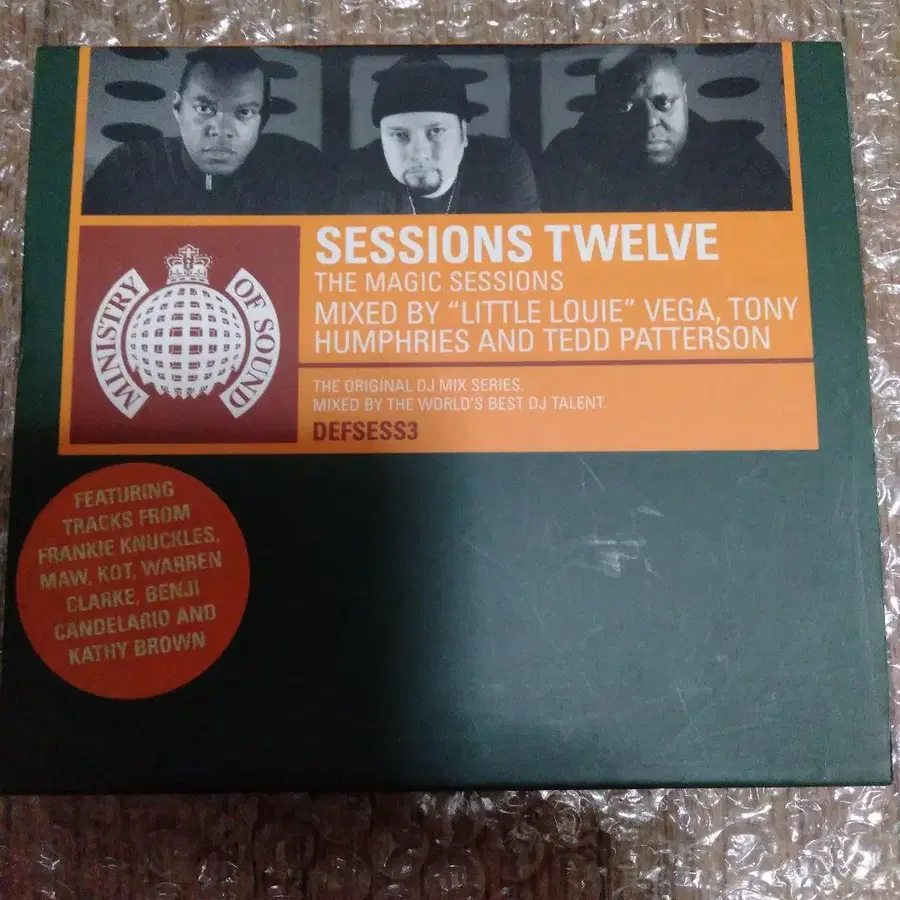 SESSIONS TWELVE
THE MAGIC SESSIONS
MIXED BY "LITTLE LOUIE" VEGA, TONY
HUMPHRIES AND TEDD PATTERSON
MINISTRY OF SOUND
THE ORIGINAL DJ MIX SERIES.
MIXED BY THE WORLD'S BEST DJ TALENT.
DEFSESS3
FEATURING
TRACKS FROM
FRANKIE KNUCKLES,
MAW, KOT, WARREN
CLARKE, BENJI
CANDELARIO AND
KATHY BROWN